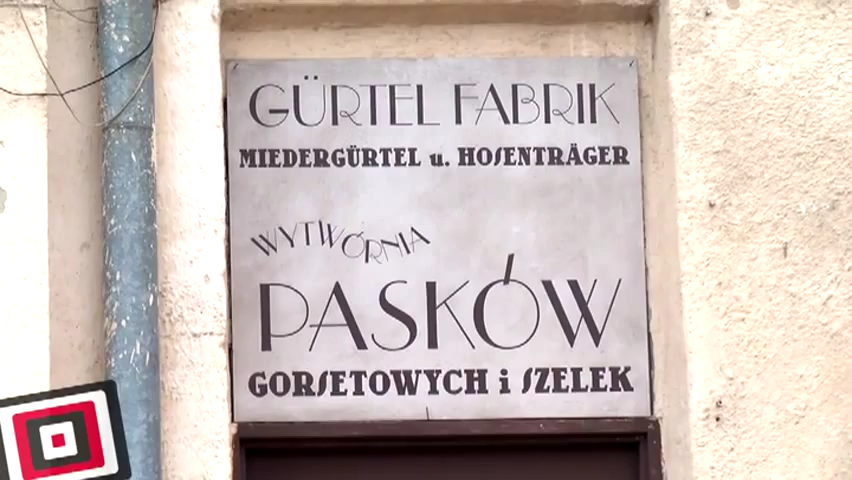 GÜRTEL FABRIK
MIEDERGÜRTEL u. HOSENTRÄGER
WYTWÓRNIA
PASKÓW
GORSETOWYCH i SZELEK